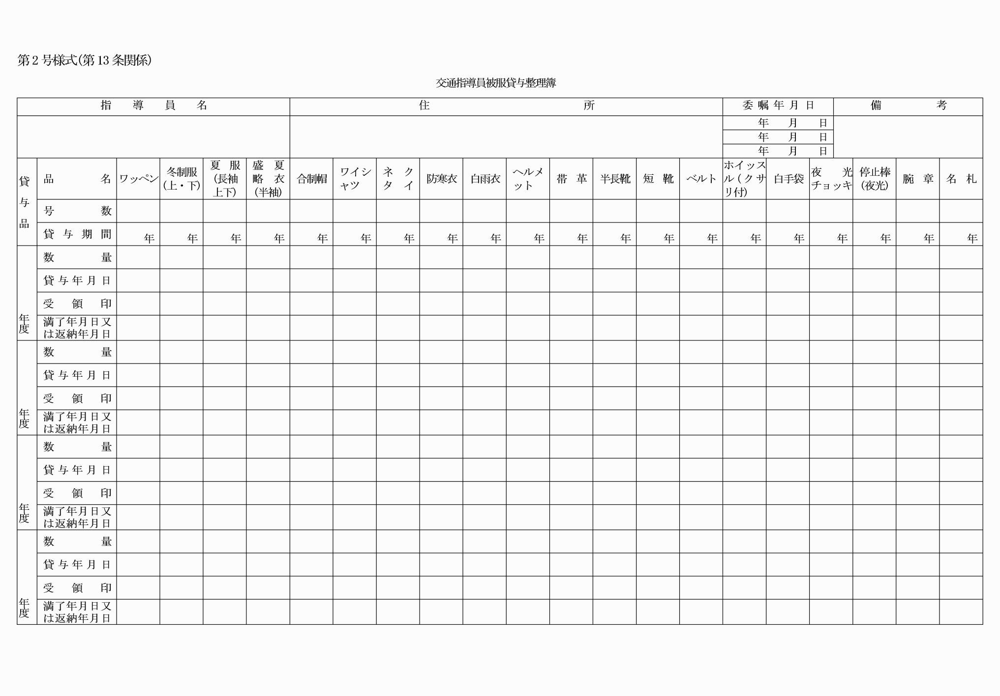 第2号様式(第13条関係)
交通指導員被服貸与整理簿
指導員名 住所 委嘱年月日 備考
年 月 日
年 月 日
年 月 日
貸与品
品名 ワッペン 冬制服(上・下) 夏服(長袖上下) 盛夏略衣(半袖) 合制帽 ワイシャツ ネクタイ 防寒衣 白雨衣 ヘルメット 帯革 半長靴 短靴 ベルト ホイッスル(クサリ付) 白手袋 夜光チョッキ 停止棒(夜光) 腕章 名札
号数
貸与期間 年 年 年 年 年 年 年 年 年 年 年 年 年 年 年 年 年 年 年 年
年度
数量
貸与年月日
受領印
満了年月日又
は返納年月日
年度
数量
貸与年月日
受領印
満了年月日又
は返納年月日
年度
数量
貸与年月日
受領印
満了年月日又
は返納年月日
年度
数量
貸与年月日
受領印
満了年月日又
は返納年月日